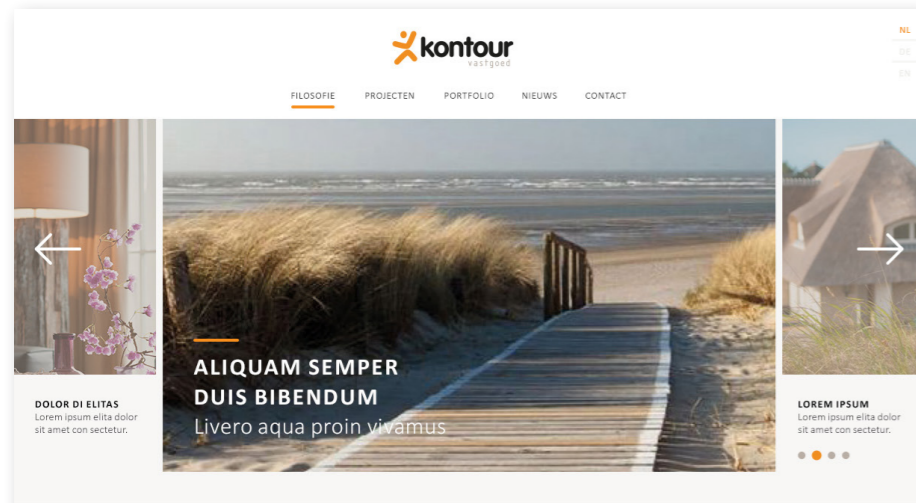 kontour
vastgoed
NL
DE
EN
FILOSOFIE PROJECTEN PORTFOLIO NIEUWS CONTACT
ALIQUAM SEMPER
DUIS BIBENDUM
Livero aqua proin vivamus
DOLOR DI ELITAS
Lorem ipsum elita dolor
sit amet con sectetur.
LOREM IPSUM
Lorem ipsum elita dolor
sit amet con sectetur.